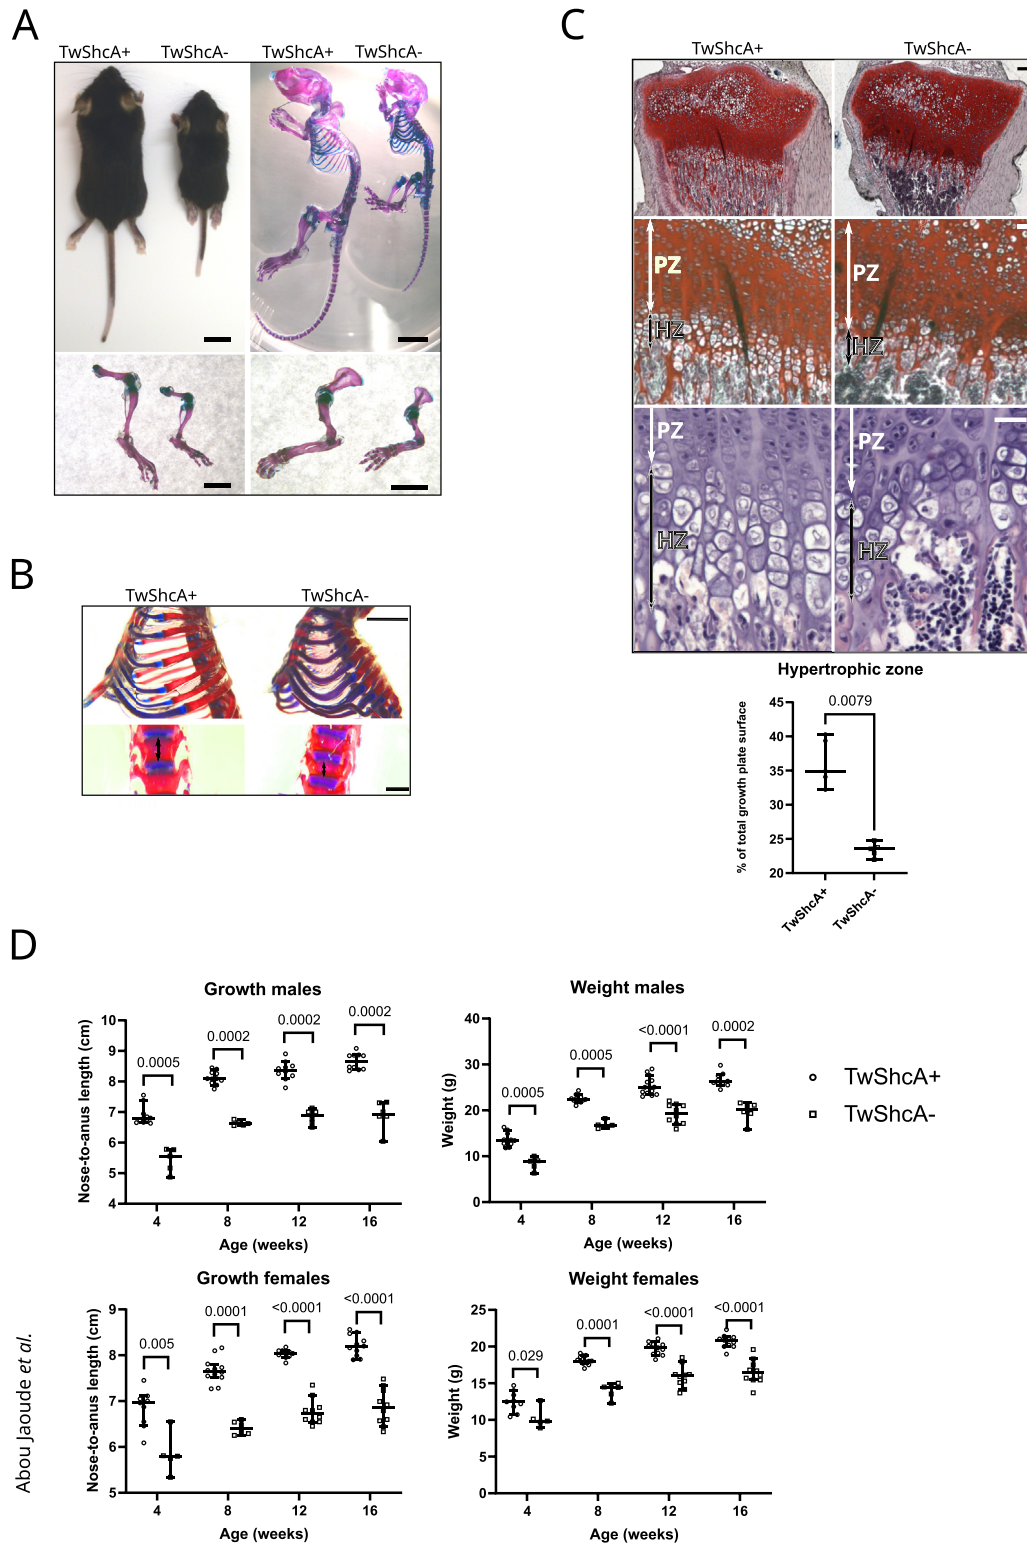 A
TwShcA+ TwShcA- TwShcA+ TwShcA-
B
TwShcA+ TwShcA-
C
TwShcA+ TwShcA-
PZ PZ
HZ HZ
PZ PZ
HZ HZ
Hypertrophic zone
% of total growth plate surface
45
35
30
25
20
0.0079
TwShcA+ TwShcA-
D
Growth males
Nose-to-anus length (cm)
10
9
8
7
6
5
4
0.0005 0.0002 0.0002 0.0002
4 8 12 16
Age (weeks)
Weight males
Weight (g)
40
30
20
10
0
0.0005 0.0005 <0.0001 0.0002
4 8 12 16
Age (weeks)
TwShcA+
TwShcA-
Growth females
Nose-to-anus length (cm)
9
8
7
6
5
0.005 0.0001 <0.0001 <0.0001
4 8 12 16
Age (weeks)
Weight females
Weight (g)
25
20
15
10
5
0
0.029 0.0001 <0.0001 <0.0001
4 8 12 16
Age (weeks)
Abou Jaoude et al.